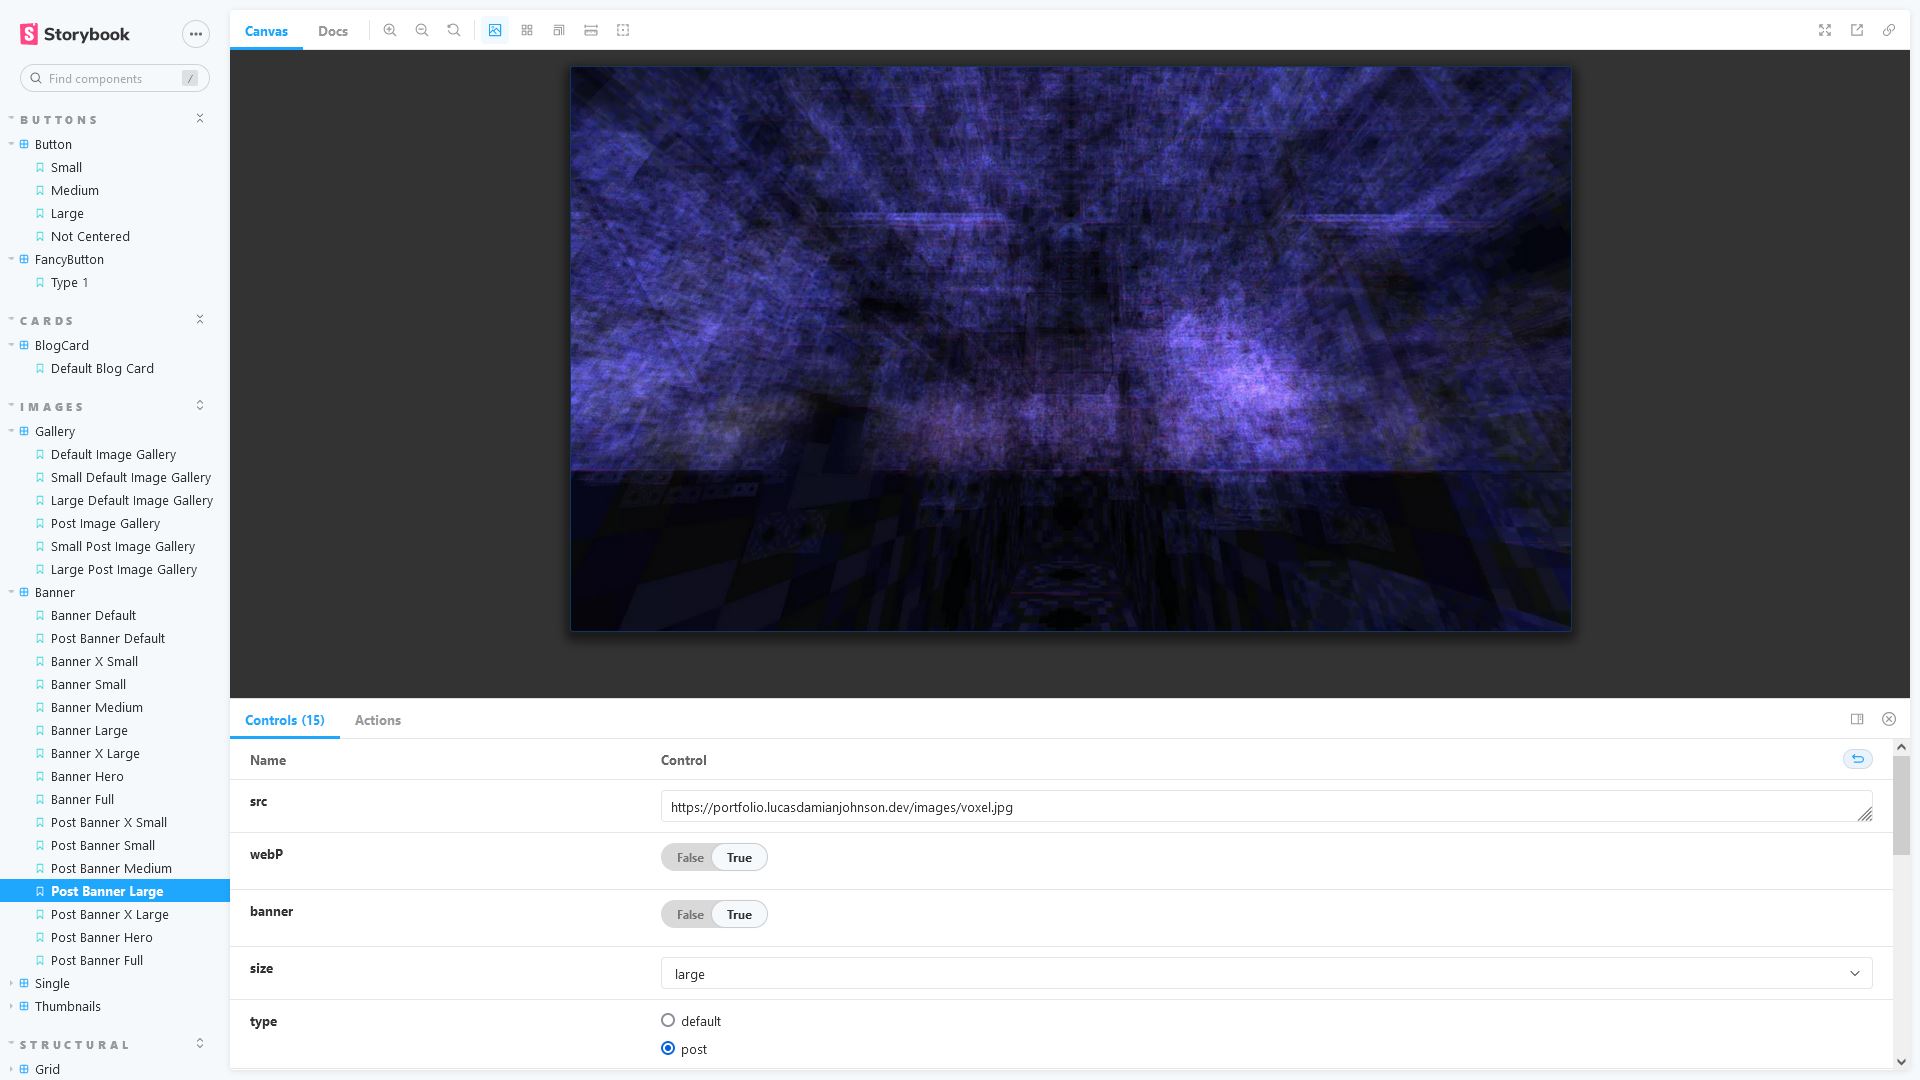 Storybook
Find components
/
BUTTONS
Button
Small
Medium
Large
Not Centered
FancyButton
Type 1
CARDS
BlogCard
Default Blog Card
IMAGES
Gallery
Default Image Gallery
Small Default Image Gallery
Large Default Image Gallery
Post Image Gallery
Small Post Image Gallery
Large Post Image Gallery
Banner
Banner Default
Post Banner Default
Banner X Small
Banner Small
Banner Medium
Banner Large
Banner X Large
Banner Hero
Banner Full
Post Banner X Small
Post Banner Small
Post Banner Medium
Post Banner Large
Post Banner X Large
Post Banner Hero
Post Banner Full
Single
Thumbnails
STRUCTURAL
Grid
Canvas Docs
Controls (15) Actions
Name Control
src https://portfolio.lucasdamianjohnson.dev/images/voxel.jpg
webP False True
banner False True
size large
type default
post